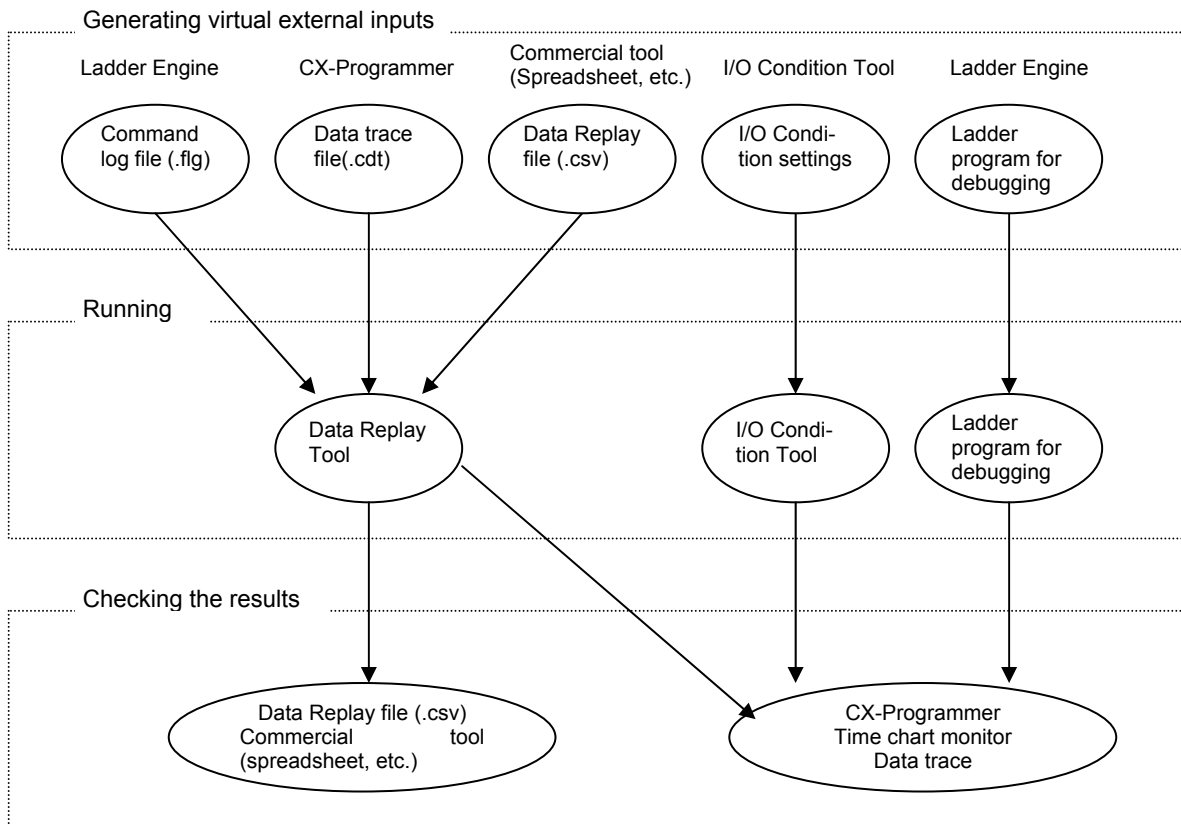 Generating virtual external inputs
Ladder Engine
CX-Programmer
Commercial tool
(Spreadsheet, etc.)
I/O Condition Tool
Ladder Engine
Command
log file (.flg)
Data trace
file(.cdt)
Data Replay
file (.csv)
I/O Condi-
tion settings
Ladder
program for
debugging
Running
Data Replay
Tool
I/O Condi-
tion Tool
Ladder
program for
debugging
Checking the results
Data Replay file (.csv)
Commercial tool
(spreadsheet, etc.)
CX-Programmer
Time chart monitor
Data trace